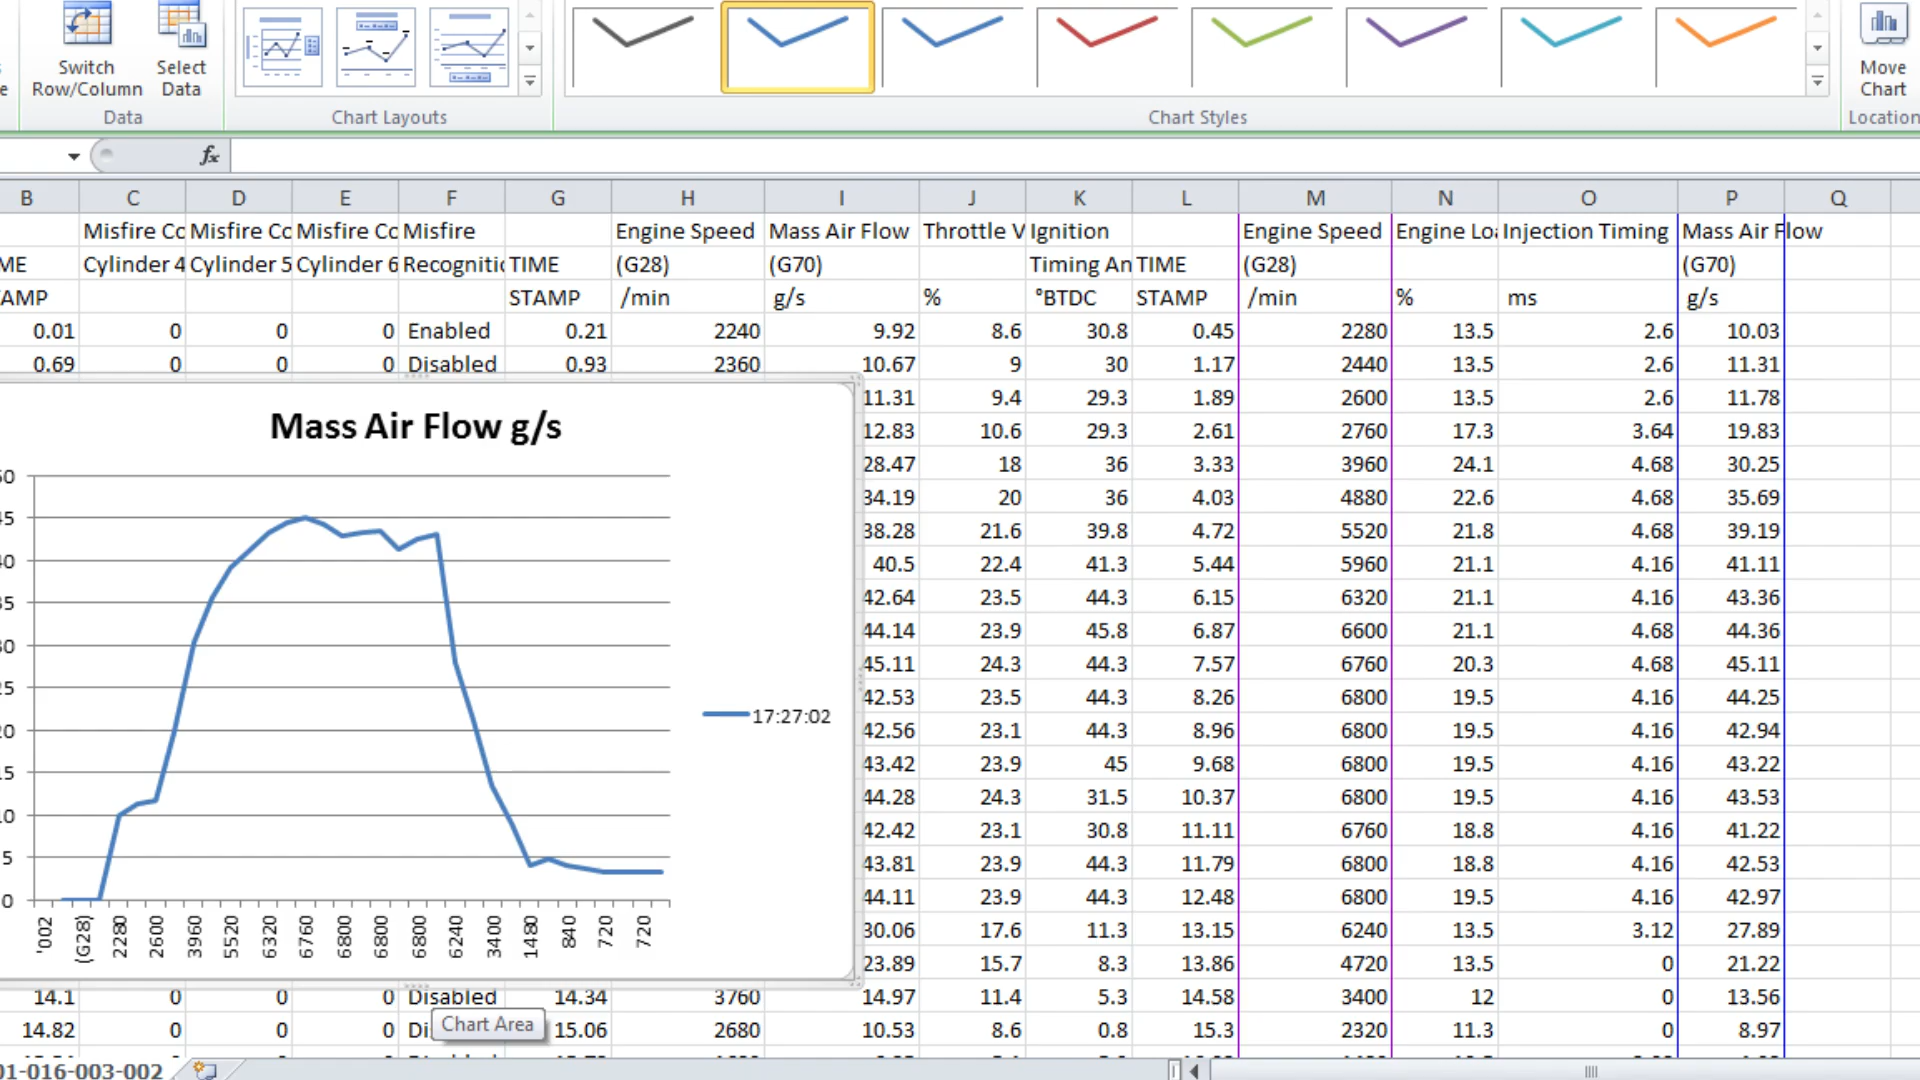 Switch Row/Column
Select Data
Move Chart
Data
Chart Layouts
Chart Styles
Location
fx
B C D E F G H I J K L M N O P Q
Misfire Co Misfire Co Misfire Co Misfire Engine Speed Mass Air Flow Throttle V Ignition Engine Speed Engine Loa Injection Timing Mass Air Flow
ME Cylinder 4 Cylinder 5 Cylinder 6 Recognitio TIME (G28) (G70) Timing An TIME (G28) (G70)
AMP STAMP /min g/s % °BTDC STAMP /min % ms g/s
0.01 0 0 0 Enabled 0.21 2240 9.92 8.6 30.8 0.45 2280 13.5 2.6 10.03
0.69 0 0 0 Disabled 0.93 2360 10.67 9 30 1.17 2440 13.5 2.6 11.31
11.31 9.4 29.3 1.89 2600 13.5 2.6 11.78
12.83 10.6 29.3 2.61 2760 17.3 3.64 19.83
28.47 18 36 3.33 3960 24.1 4.68 30.25
34.19 20 36 4.03 4880 22.6 4.68 35.69
38.28 21.6 39.8 4.72 5520 21.8 4.68 39.19
40.5 22.4 41.3 5.44 5960 21.1 4.16 41.11
42.64 23.5 44.3 6.15 6320 21.1 4.16 43.36
44.14 23.9 45.8 6.87 6600 21.1 4.68 44.36
45.11 24.3 44.3 7.57 6760 20.3 4.68 45.11
42.53 23.5 44.3 8.26 6800 19.5 4.16 44.25
42.56 23.1 44.3 8.96 6800 19.5 4.16 42.94
43.42 23.9 45 9.68 6800 19.5 4.16 43.22
44.28 24.3 31.5 10.37 6800 19.5 4.16 43.53
42.42 23.1 30.8 11.11 6760 18.8 4.16 41.22
43.81 23.9 44.3 11.79 6800 18.8 4.16 42.53
44.11 23.9 44.3 12.48 6800 19.5 4.16 42.97
30.06 17.6 11.3 13.15 6240 13.5 3.12 27.89
23.89 15.7 8.3 13.86 4720 13.5 0 21.22
14.1 0 0 0 Disabled 14.34 3760 14.97 11.4 5.3 14.58 3400 12 0 13.56
14.82 0 0 0 Di 15.06 2680 10.53 8.6 0.8 15.3 2320 11.3 0 8.97
Mass Air Flow g/s
17:27:02
'002 (G28) 2280 2600 3960 5520 6320 6760 6800 6800 6800 6240 3400 1480 840 720 720
Chart Area
01-016-003-002